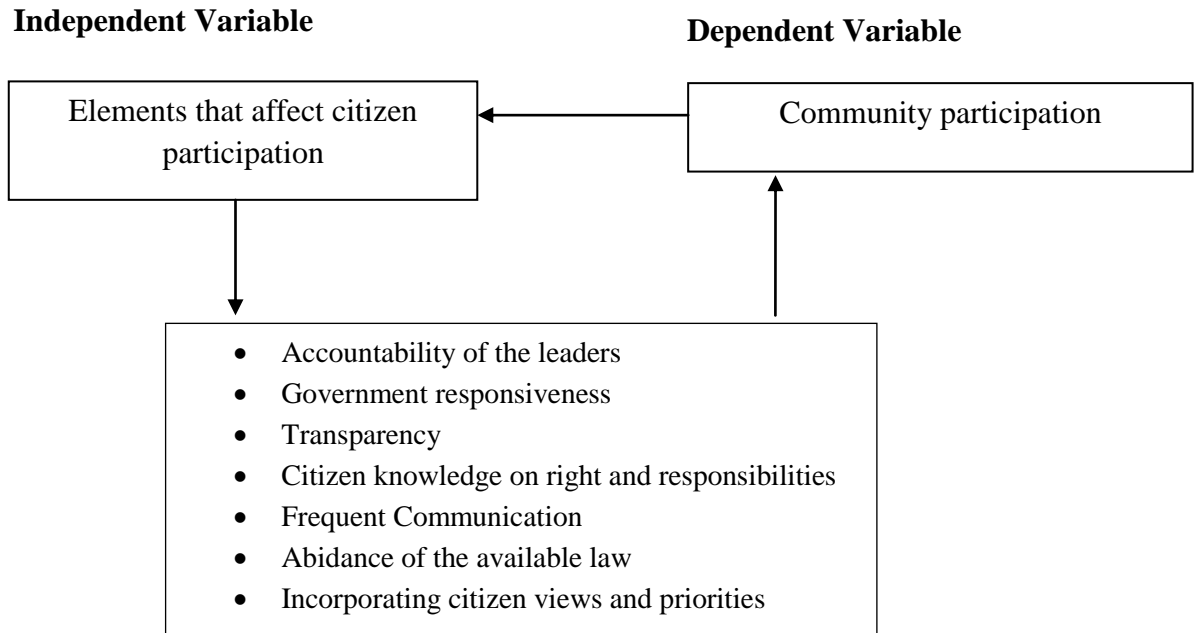 Independent Variable
Dependent Variable
Elements that affect citizen
participation
Community participation
• Accountability of the leaders
• Government responsiveness
• Transparency
• Citizen knowledge on right and responsibilities
• Frequent Communication
• Abidance of the available law
• Incorporating citizen views and priorities